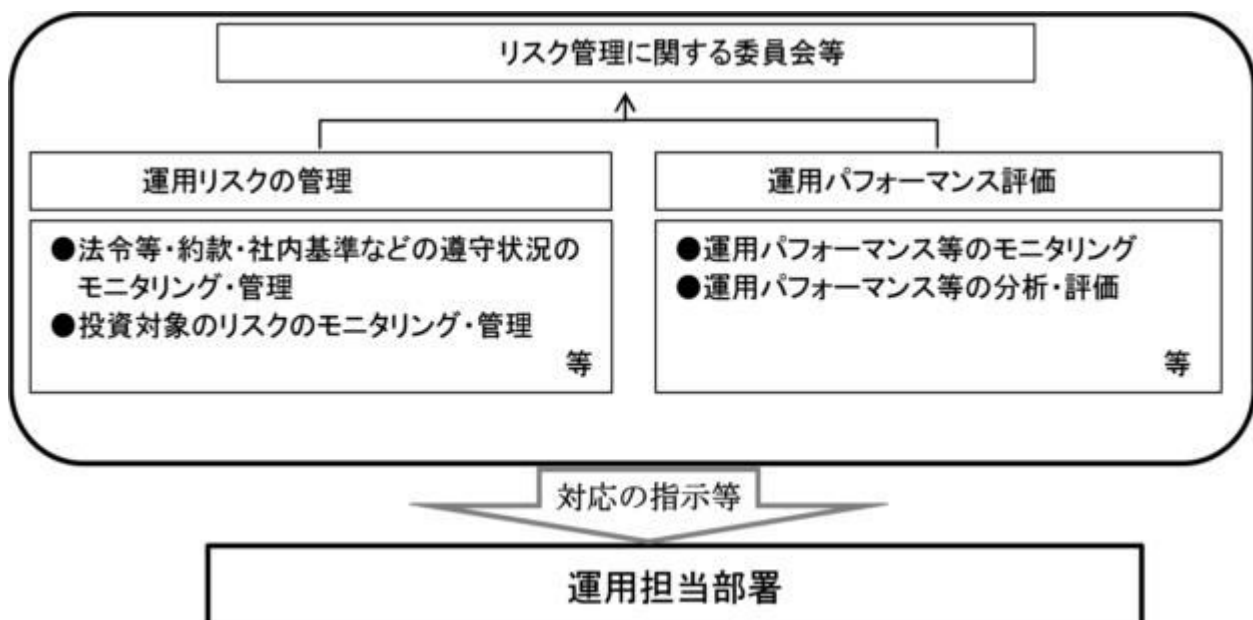 リスク管理に関する委員会等
運用リスクの管理
●法令等・約款・社内基準などの遵守状況の
モニタリング・管理
●投資対象のリスクのモニタリング・管理
等
運用パフォーマンス評価
●運用パフォーマンス等のモニタリング
●運用パフォーマンス等の分析・評価
等
対応の指示等
運用担当部署